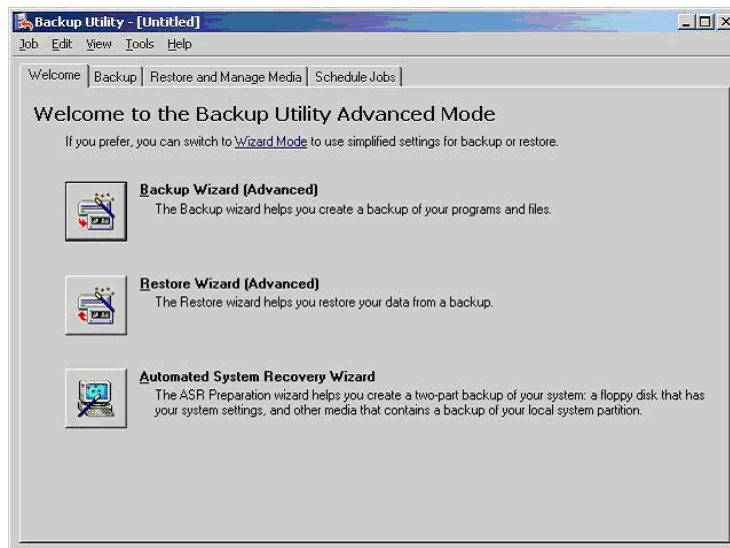 Backup Utility - [Untitled]
Job Edit View Tools Help
Welcome Backup Restore and Manage Media Schedule Jobs
Welcome to the Backup Utility Advanced Mode
If you prefer, you can switch to Wizard Mode to use simplified settings for backup or restore.
Backup Wizard (Advanced)
The Backup wizard helps you create a backup of your programs and files.
Restore Wizard (Advanced)
The Restore wizard helps you restore your data from a backup.
Automated System Recovery Wizard
The ASR Preparation wizard helps you create a two-part backup of your system: a floppy disk that has
your system settings, and other media that contains a backup of your local system partition.